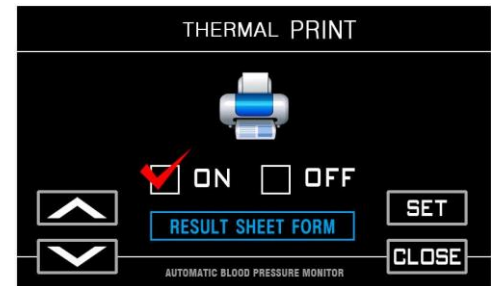 THERMAL PRINT
ON OFF
SET
RESULT SHEET FORM
CLOSE
AUTOMATIC BLOOD PRESSURE MONITOR